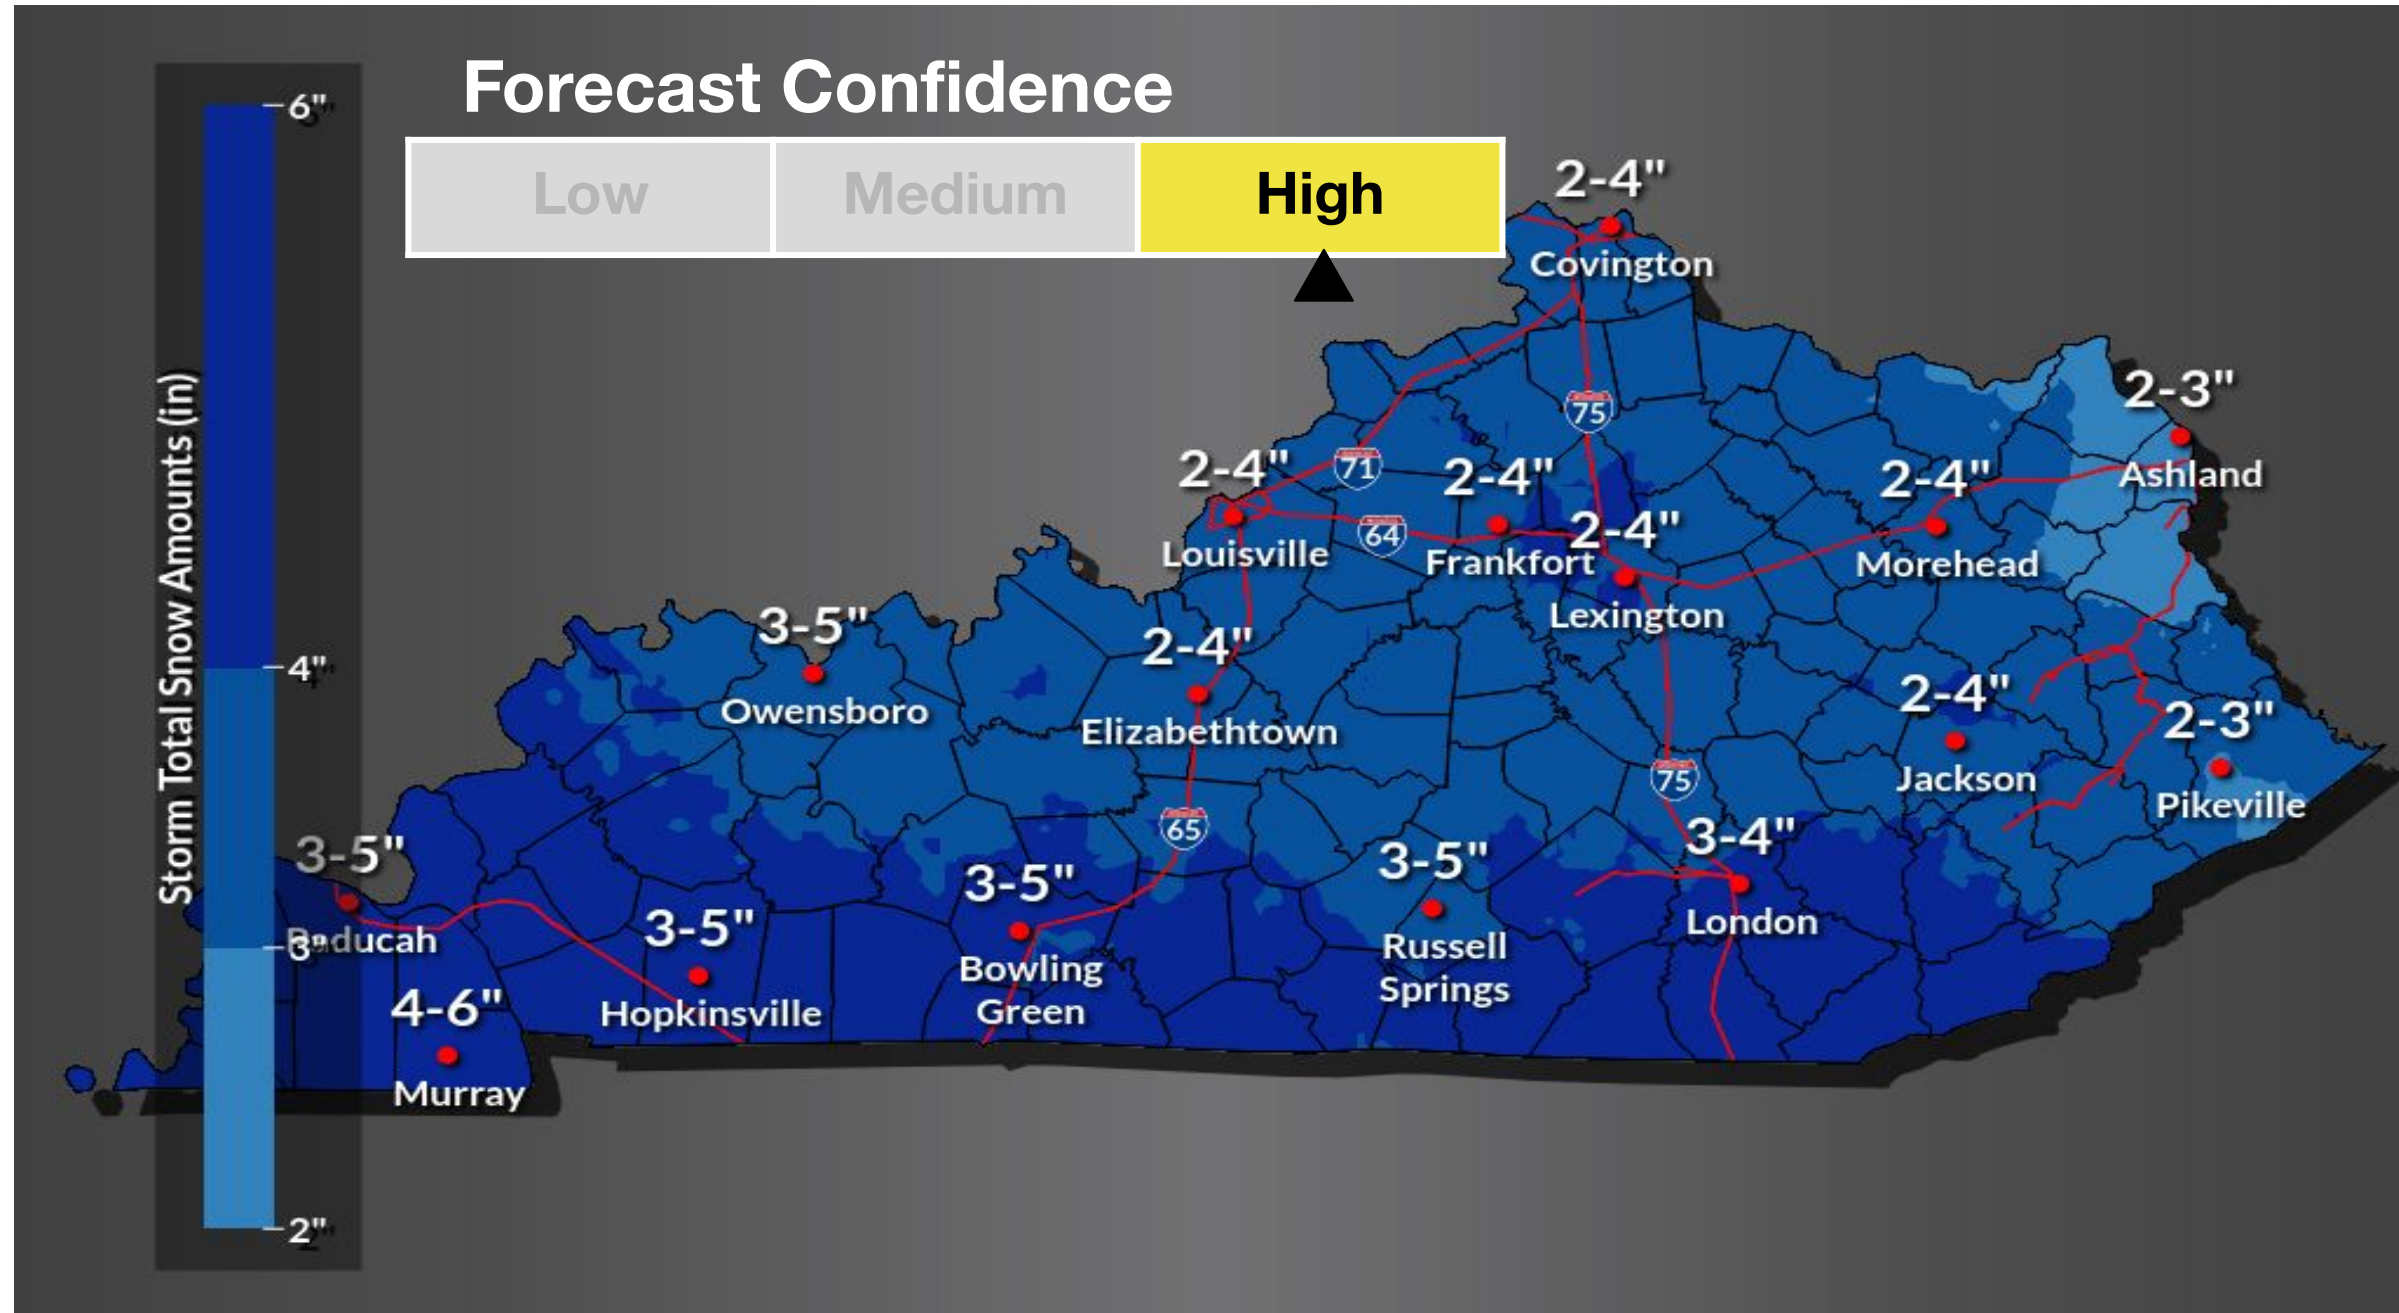 Forecast Confidence
Low Medium High
Storm Total Snow Amounts (in)
6"
4"
3"
2"
2-4"
Covington
2-3"
Ashland
75
71
2-4"
Louisville
64
2-4"
Frankfort
2-4"
Lexington
2-4"
Morehead
3-5"
Owensboro
2-4"
Elizabethtown
2-4"
Jackson
2-3"
Pikeville
75
65
3-5"
Paducah
3-5"
Hopkinsville
3-5"
Bowling
Green
3-5"
Russell
Springs
3-4"
London
4-6"
Murray